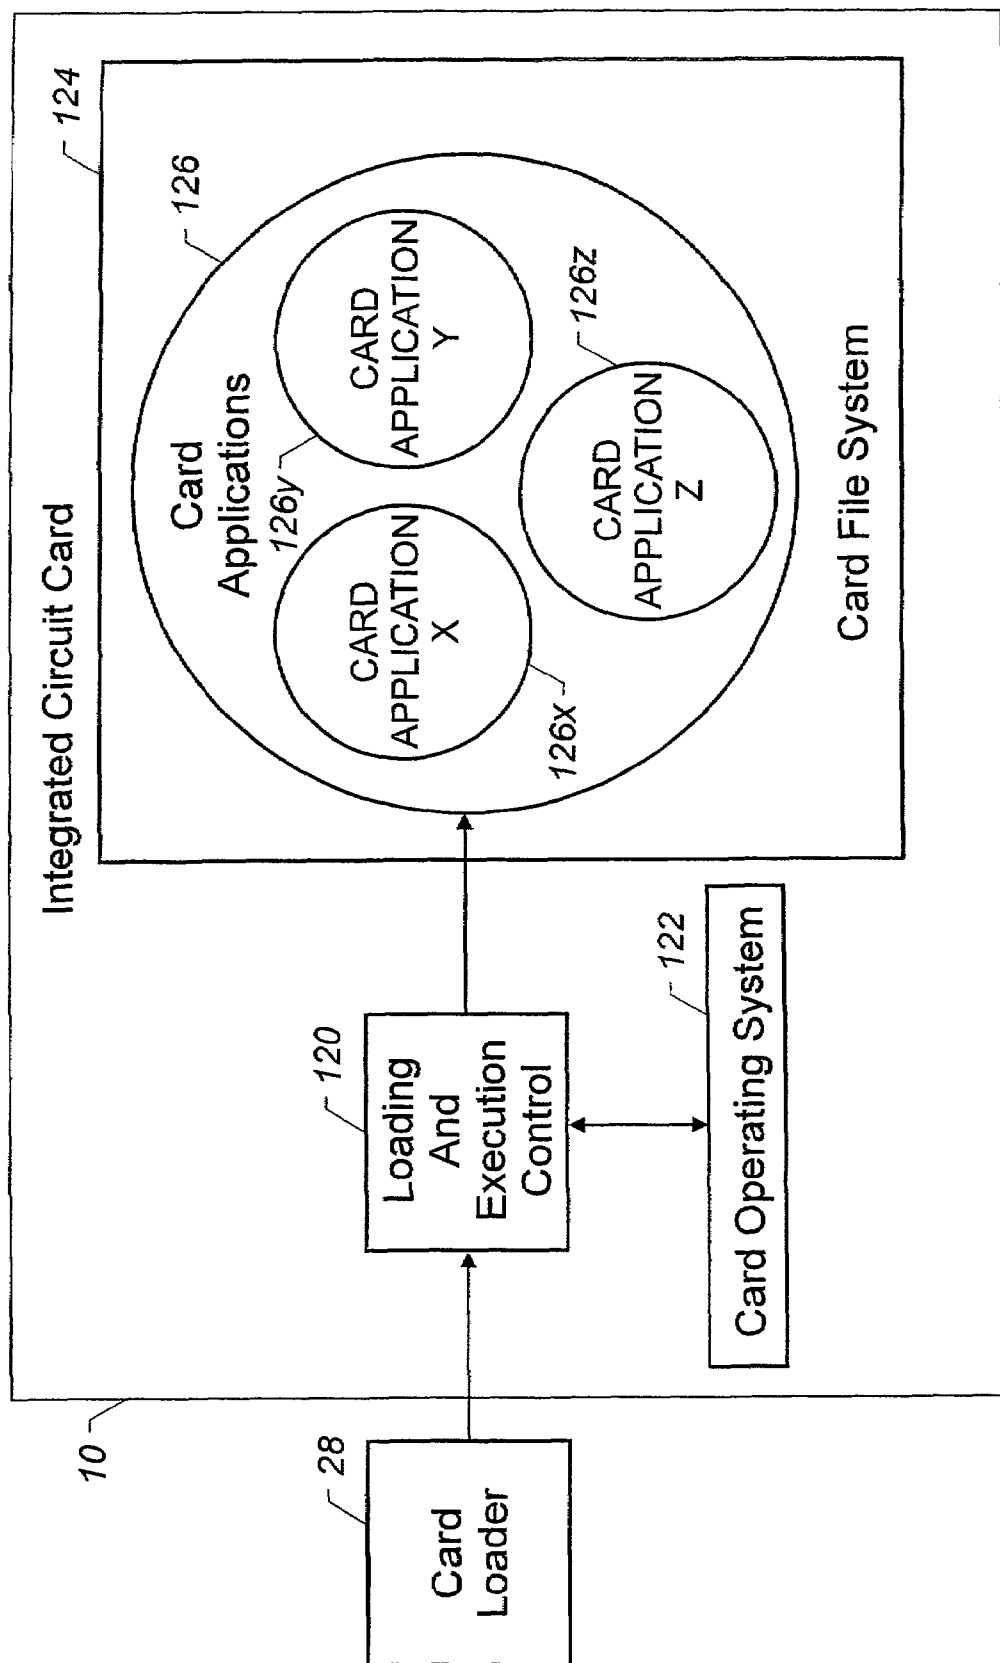 Integrated Circuit Card
10
124
126
Card
Applications
126y
CARD
APPLICATION
X
126x
CARD
APPLICATION
Y
CARD
APPLICATION
Z
126z
Card File System
Card
Loader
28
Loading
And
Execution
Control
120
Card Operating System
122